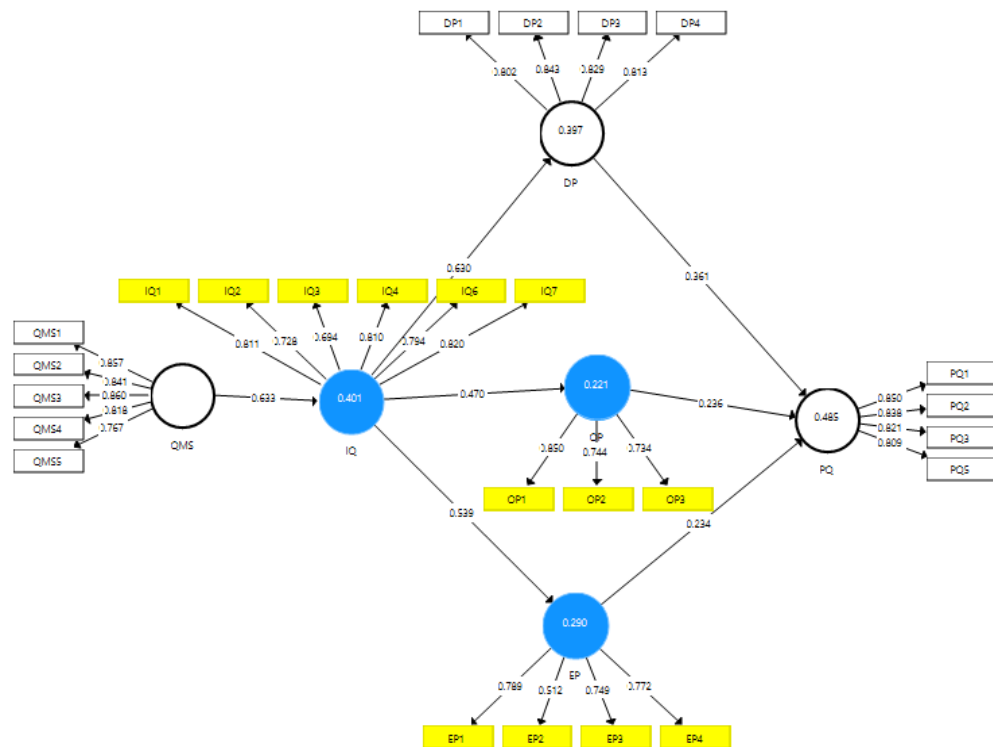 DP1
DP2
DP3
DP4
0.802
0.843
0.829
0.813
0.397
DP
0.630
0.361
IQ1
IQ2
IQ3
IQ4
IQ6
IQ7
0.811
0.728
0.694
0.810
0.794
0.820
QMS1
QMS2
QMS3
QMS4
QMS5
0.857
0.841
0.860
0.818
0.767
QMS
0.633
0.401
IQ
0.470
0.221
OP
0.236
0.850
0.744
0.734
OP1
OP2
OP3
0.485
PQ
0.850
0.838
0.821
0.809
PQ1
PQ2
PQ3
PQ5
0.539
0.234
0.290
EP
0.789
0.512
0.749
0.772
EP1
EP2
EP3
EP4